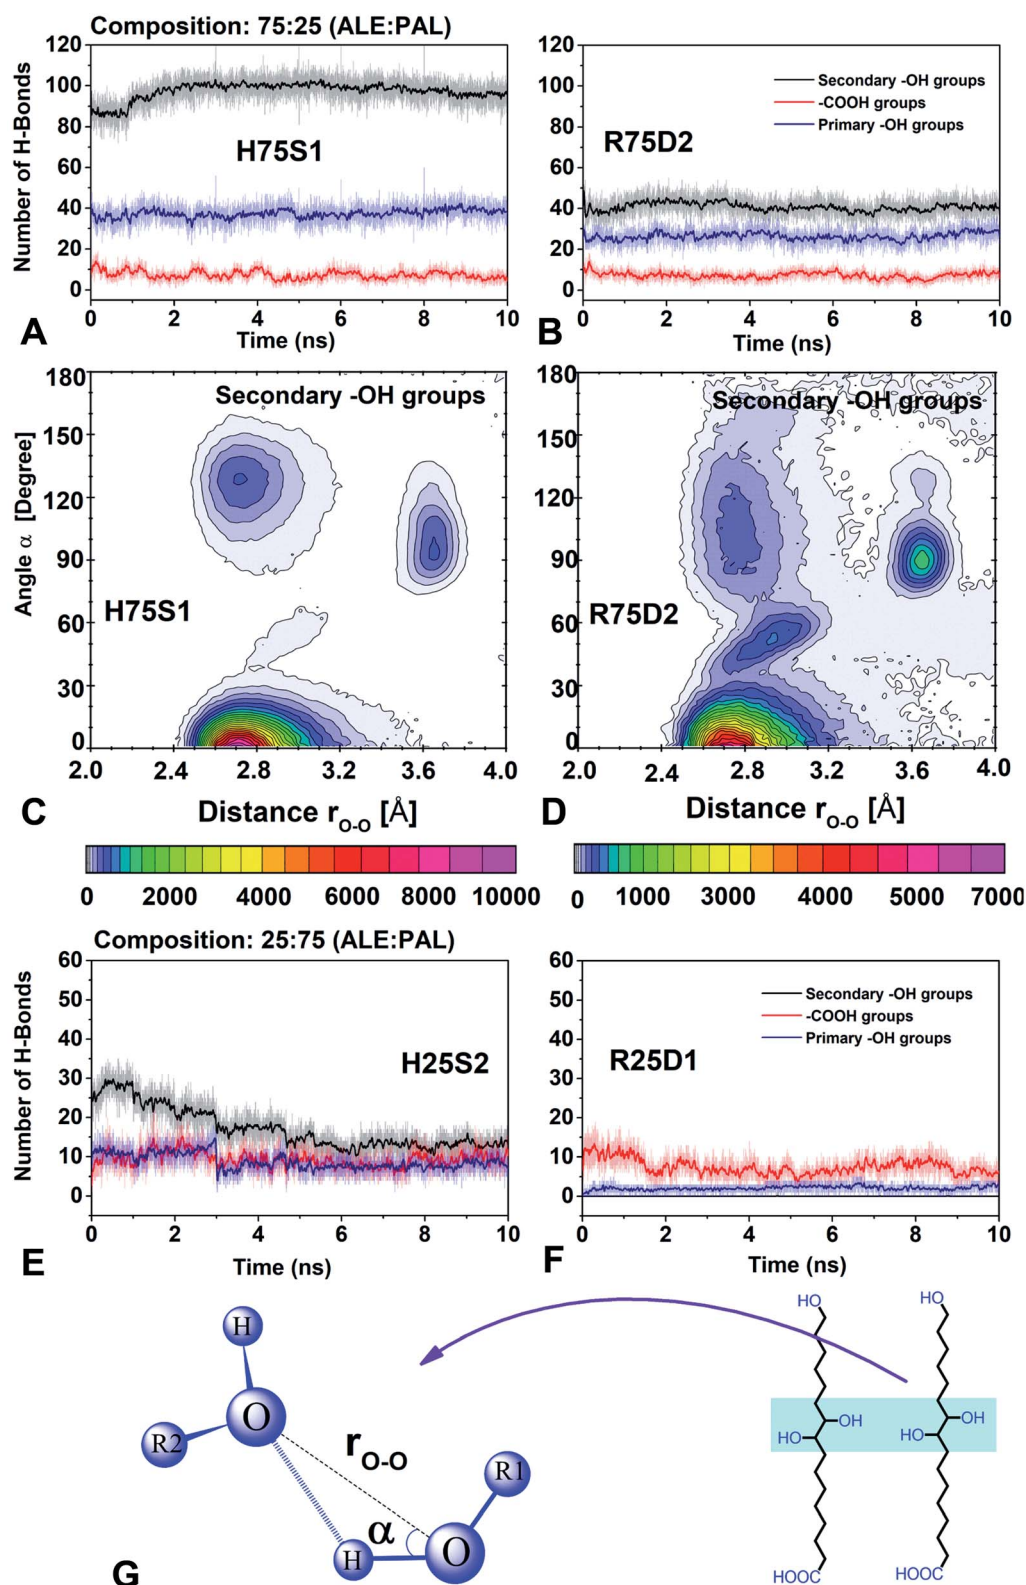 Composition: 75:25 (ALE:PAL)
Number of H-Bonds
120
100
80
60
40
20
0
H75S1
0 2 4 6 8 10
Time (ns)
A
120
100
80
60
40
20
0
Secondary -OH groups
-COOH groups
Primary -OH groups
R75D2
0 2 4 6 8 10
Time (ns)
B
Angle α [Degree]
180
150
120
90
60
30
0
Secondary -OH groups
H75S1
2.0 2.4 2.8 3.2 3.6 4.0
Distance rO-O [Å]
C
180
150
120
90
60
30
0
Secondary -OH groups
R75D2
2.0 2.4 2.8 3.2 3.6 4.0
Distance rO-O [Å]
D
0 2000 4000 6000 8000 10000
0 1000 3000 4000 5000 7000
Composition: 25:75 (ALE:PAL)
Number of H-Bonds
60
50
40
30
20
10
0
H25S2
0 2 4 6 8 10
Time (ns)
E
60
50
40
30
20
10
0
Secondary -OH groups
-COOH groups
Primary -OH groups
R25D1
0 2 4 6 8 10
Time (ns)
F
H
O
R2
rO-O
R1
α
H
O
G
HO
HO
OH
OH
HO
HO
HOOC
HOOC